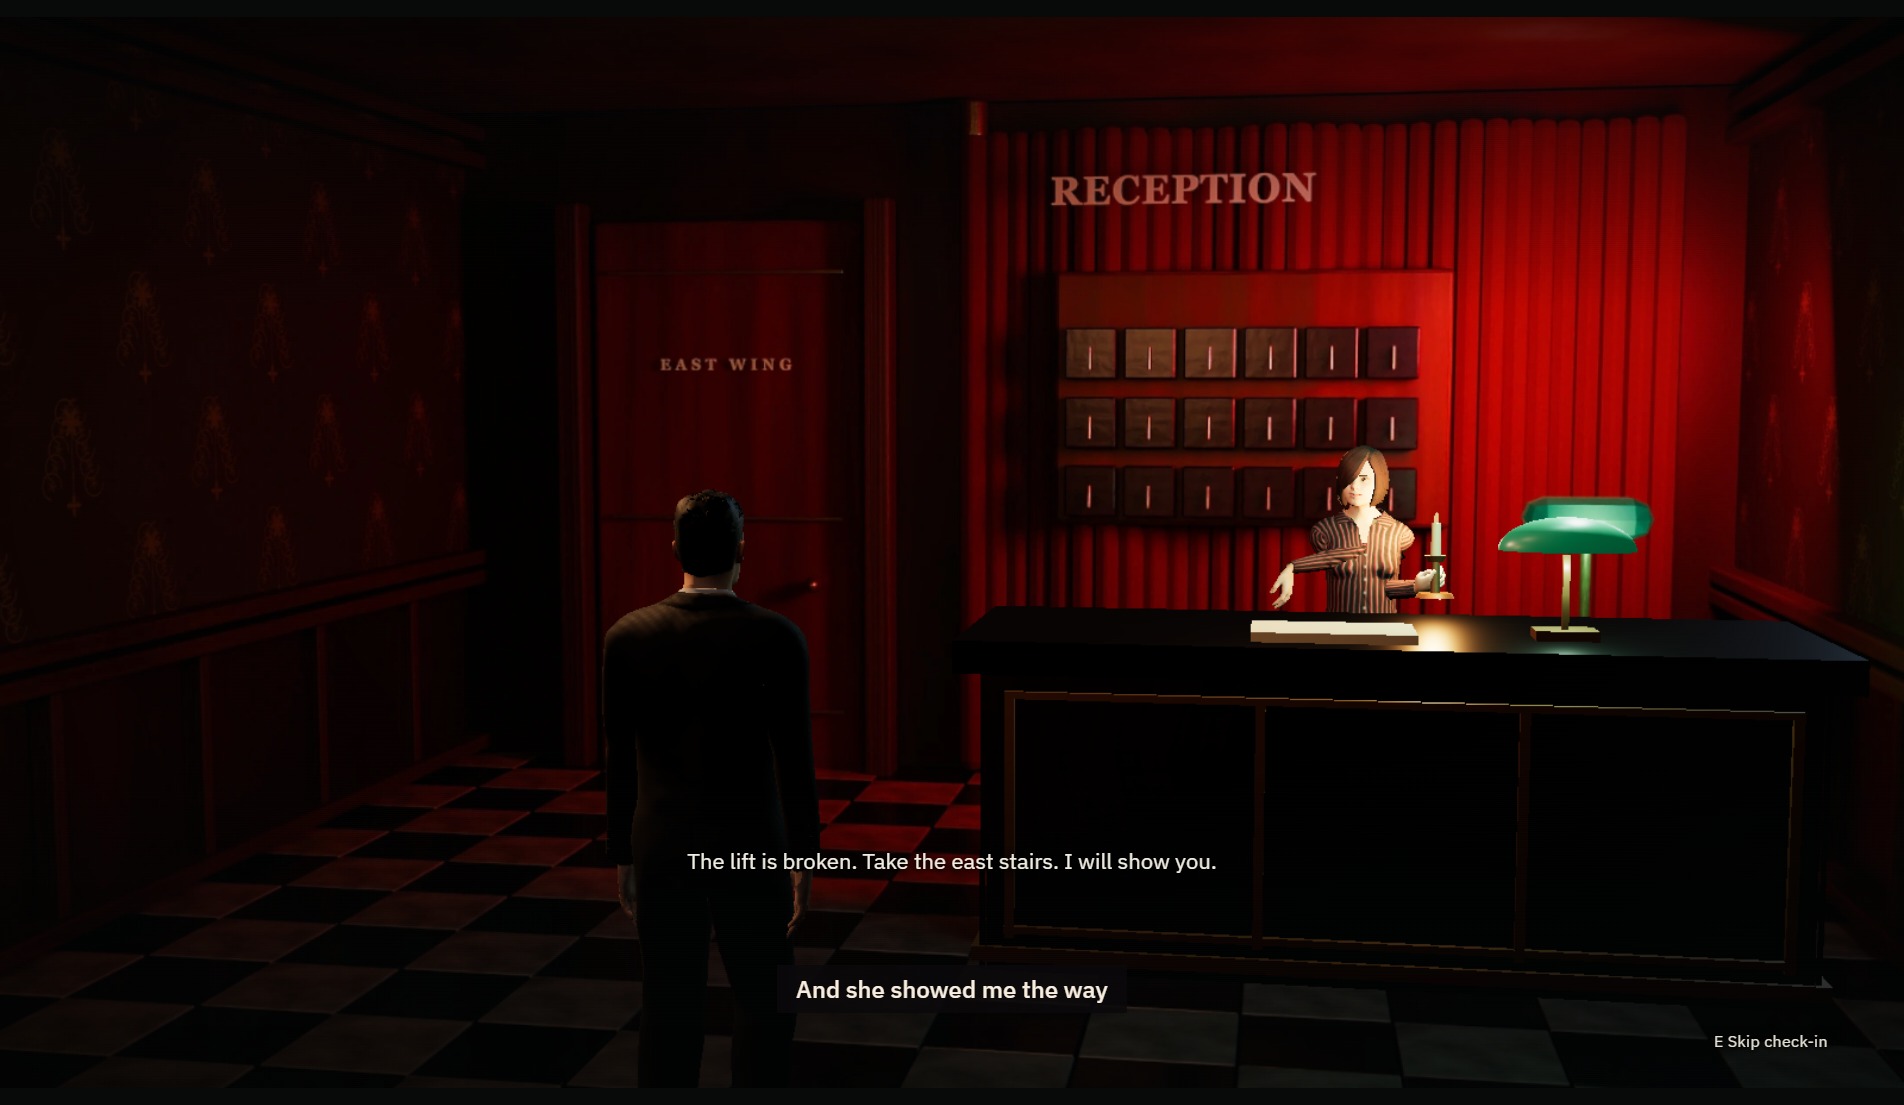 RECEPTION
EAST WING
The lift is broken. Take the east stairs. I will show you.
And she showed me the way
E Skip check-in